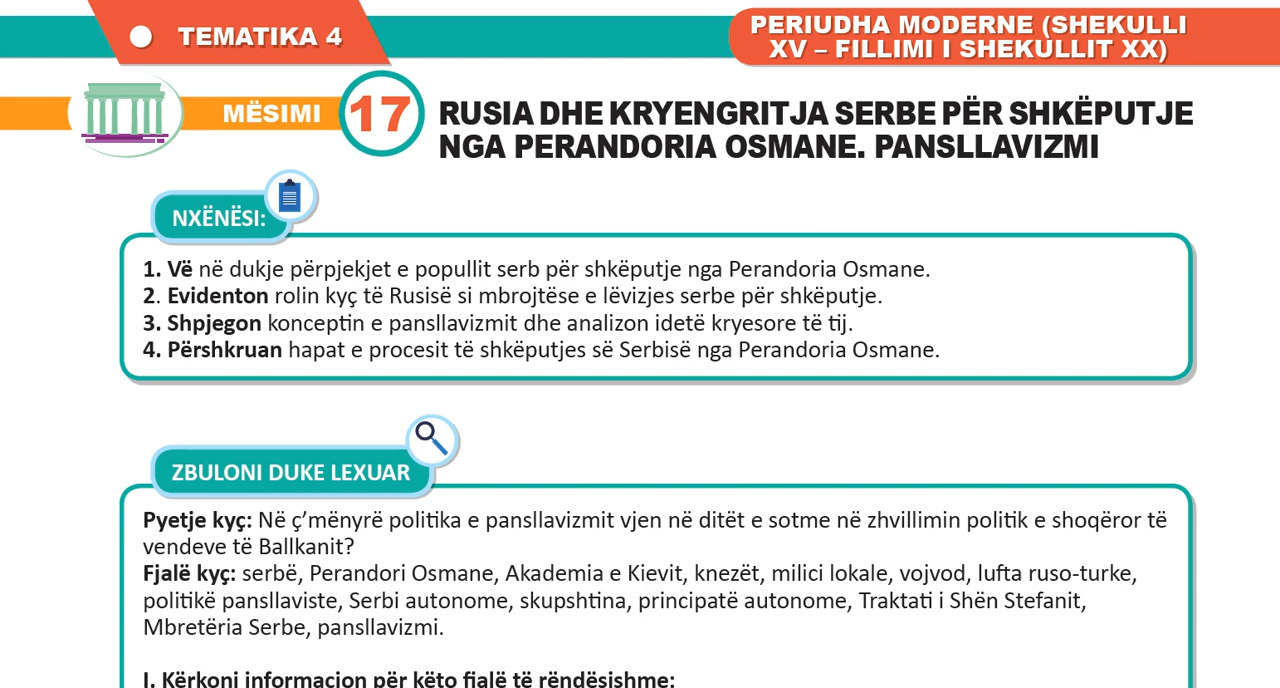 TEMATIKA 4
PERIUDHA MODERNE (SHEKULLI
XV – FILLIMI I SHEKULLIT XX)
MËSIMI 17
RUSIA DHE KRYENGRITJA SERBE PËR SHKËPUTJE
NGA PERANDORIA OSMANE. PANSLLAVIZMI
NXËNËSI:
1. Vë në dukje përpjekjet e popullit serb për shkëputje nga Perandoria Osmane.
2. Evidenton rolin kyç të Rusisë si mbrojtëse e lëvizjes serbe për shkëputje.
3. Shpjegon konceptin e pansllavizmit dhe analizon idetë kryesore të tij.
4. Përshkruan hapat e procesit të shkëputjes së Serbisë nga Perandoria Osmane.
ZBULONI DUKE LEXUAR
Pyetje kyç: Në ç’mënyrë politika e pansllavizmit vjen në ditët e sotme në zhvillimin politik e shoqëror të
vendeve të Ballkanit?
Fjalë kyç: serbë, Perandori Osmane, Akademia e Kievit, knezët, milici lokale, vojvod, lufta ruso-turke,
politikë pansllaviste, Serbi autonome, skupshtina, principatë autonome, Traktati i Shën Stefanit,
Mbretëria Serbe, pansllavizmi.
I. Kërkoni informacion për këto fjalë të rëndësishme: